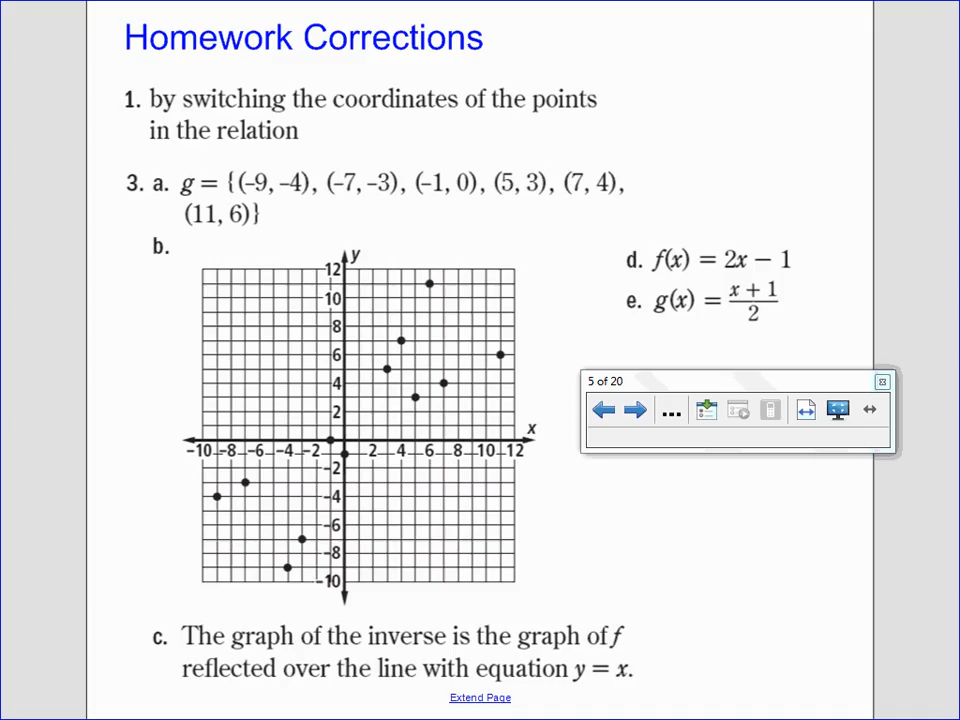 Homework Corrections
1. by switching the coordinates of the points
in the relation
3. a. g = {(–9, –4), (–7, –3), (–1, 0), (5, 3), (7, 4),
(11, 6)}
b.
y
12
10
8
6
4
2
x
–10 –8 –6 –4 –2 2 4 6 8 10 12
–2
–4
–6
–8
–10
d. f(x) = 2x – 1
e. g(x) = x + 1
2
5 of 20
...
c. The graph of the inverse is the graph of f
reflected over the line with equation y = x.
Extend Page